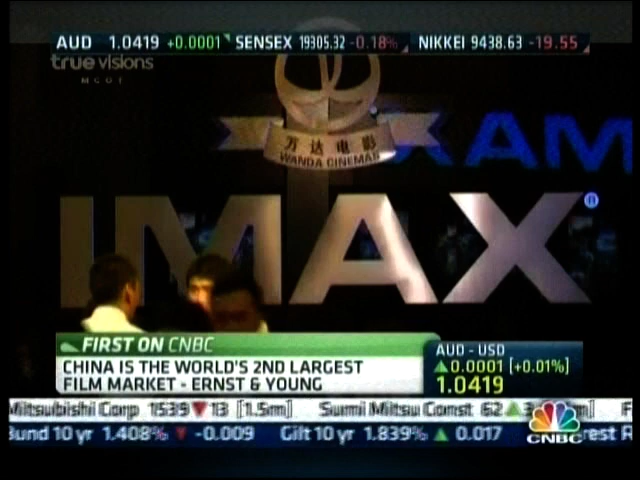 AUD 1.0419 +0.0001 SENSEX 19305.32 -0.18% NIKKEI 9438.63 -19.55
true visions
MCOT
万达电影
WANDA CINEMAS
XAM
IMAX®
FIRST ON CNBC
CHINA IS THE WORLD'S 2ND LARGEST
FILM MARKET - ERNST & YOUNG
AUD - USD
▲0.0001 [+0.01%]
1.0419
Mitsubishi Corp 1539 ▼ 13 [1.5m] Sumi Mitsu Const 62 ▲
Bund 10 yr 1.408% ▼ -0.009 Gilt 10 yr 1.839% ▲ 0.017
CNBC